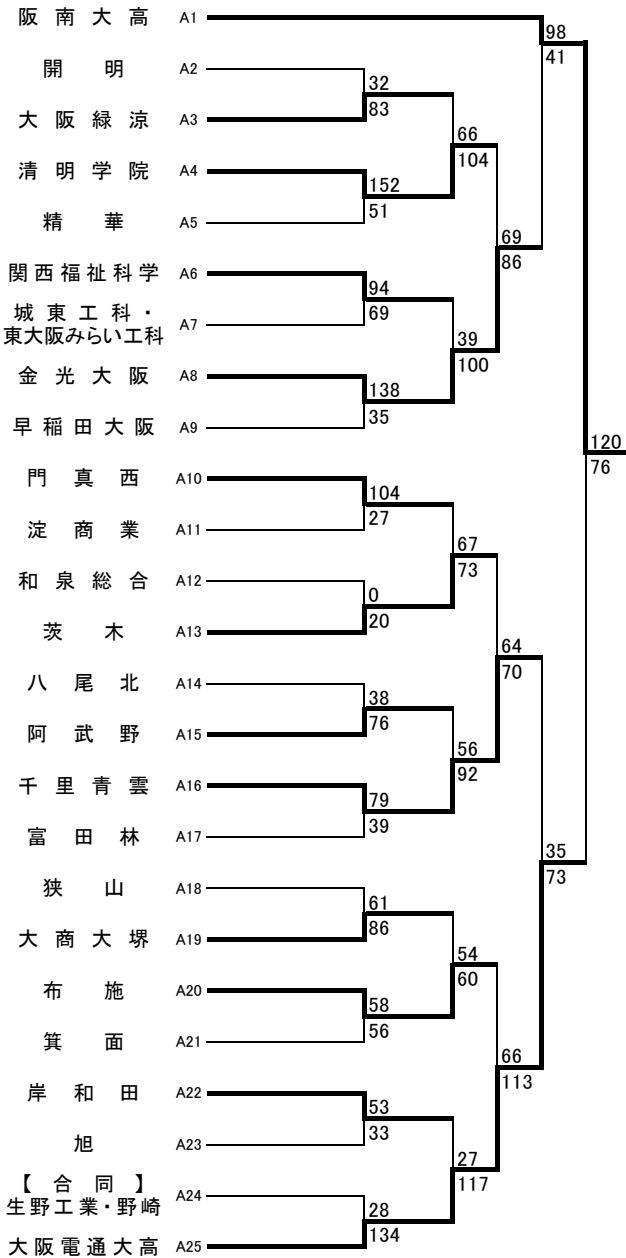 阪南大高 A1
98
41
開明 A2
32
83
大阪緑涼 A3
66
104
清明学院 A4
152
51
精華 A5
69
86
関西福祉科学 A6
94
69
城東工科・
東大阪みらい工科 A7
39
100
金光大阪 A8
138
35
早稲田大阪 A9
120
76
門真西 A10
104
27
淀商業 A11
67
73
和泉総合 A12
0
20
茨木 A13
64
70
八尾北 A14
38
76
阿武野 A15
56
92
千里青雲 A16
79
39
富田林 A17
35
73
狭山 A18
61
86
大商大堺 A19
54
60
布施 A20
58
56
箕面 A21
66
113
岸和田 A22
53
33
旭 A23
27
117
【合同】
生野工業・野崎 A24
28
134
大阪電通大高 A25